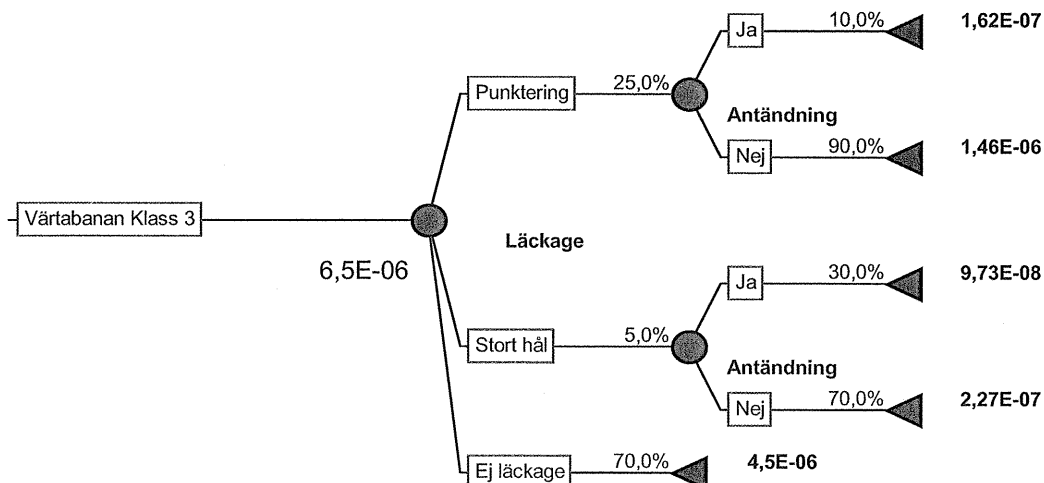 Ja 10,0% 1,62E-07
Punktering 25,0%
Antändning
Nej 90,0% 1,46E-06
Värtabanan Klass 3
Läckage
6,5E-06
Ja 30,0% 9,73E-08
Stort hål 5,0%
Antändning
Nej 70,0% 2,27E-07
Ej läckage 70,0% 4,5E-06